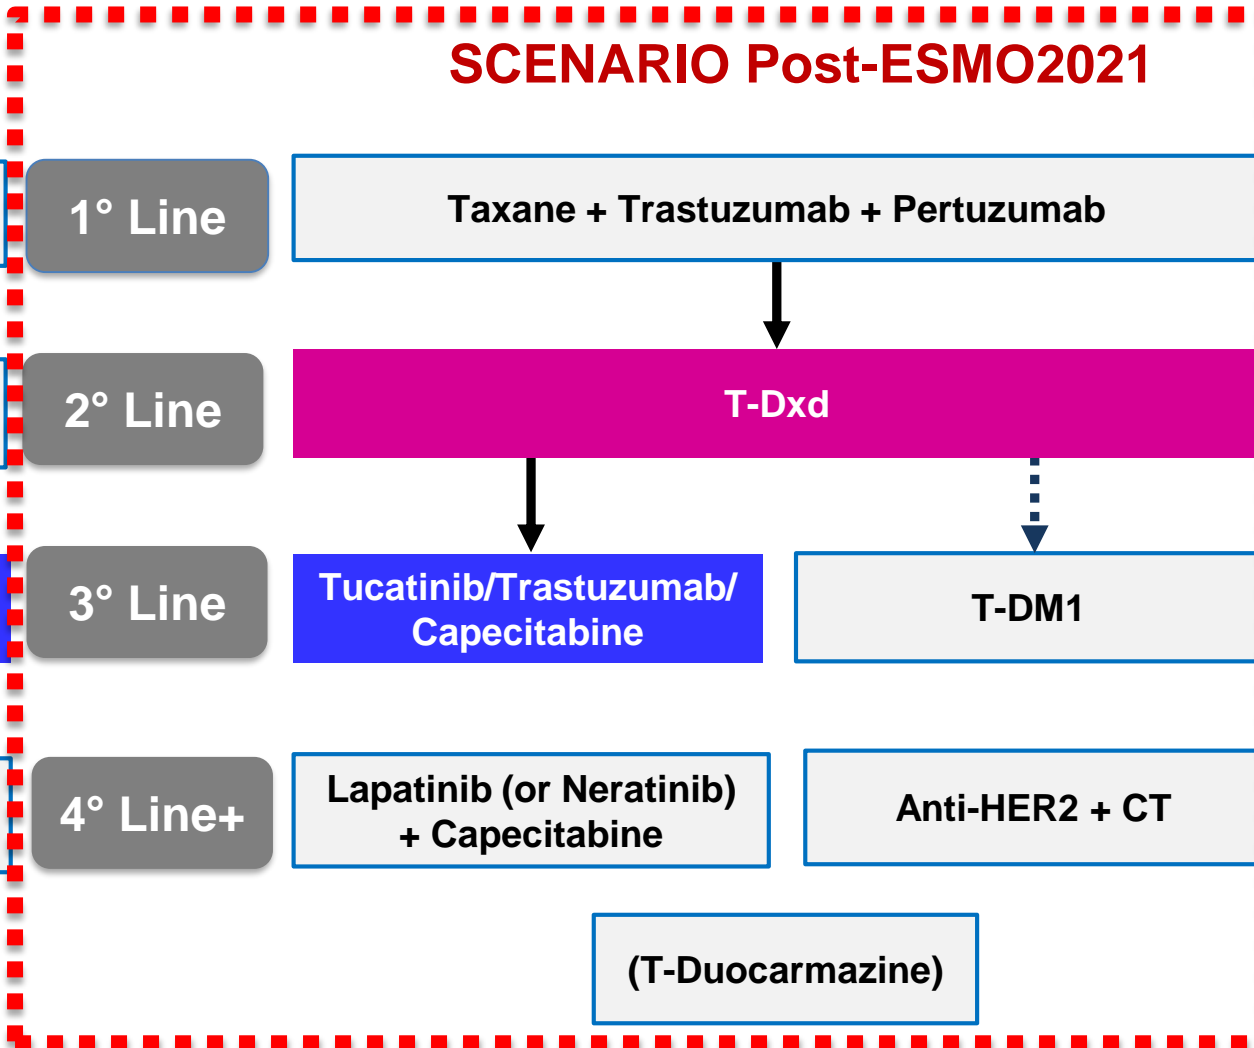 SCENARIO Post-ESMO2021
1° Line
Taxane + Trastuzumab + Pertuzumab
2° Line
T-Dxd
3° Line
Tucatinib/Trastuzumab/
Capecitabine
T-DM1
4° Line+
Lapatinib (or Neratinib)
+ Capecitabine
Anti-HER2 + CT
(T-Duocarmazine)